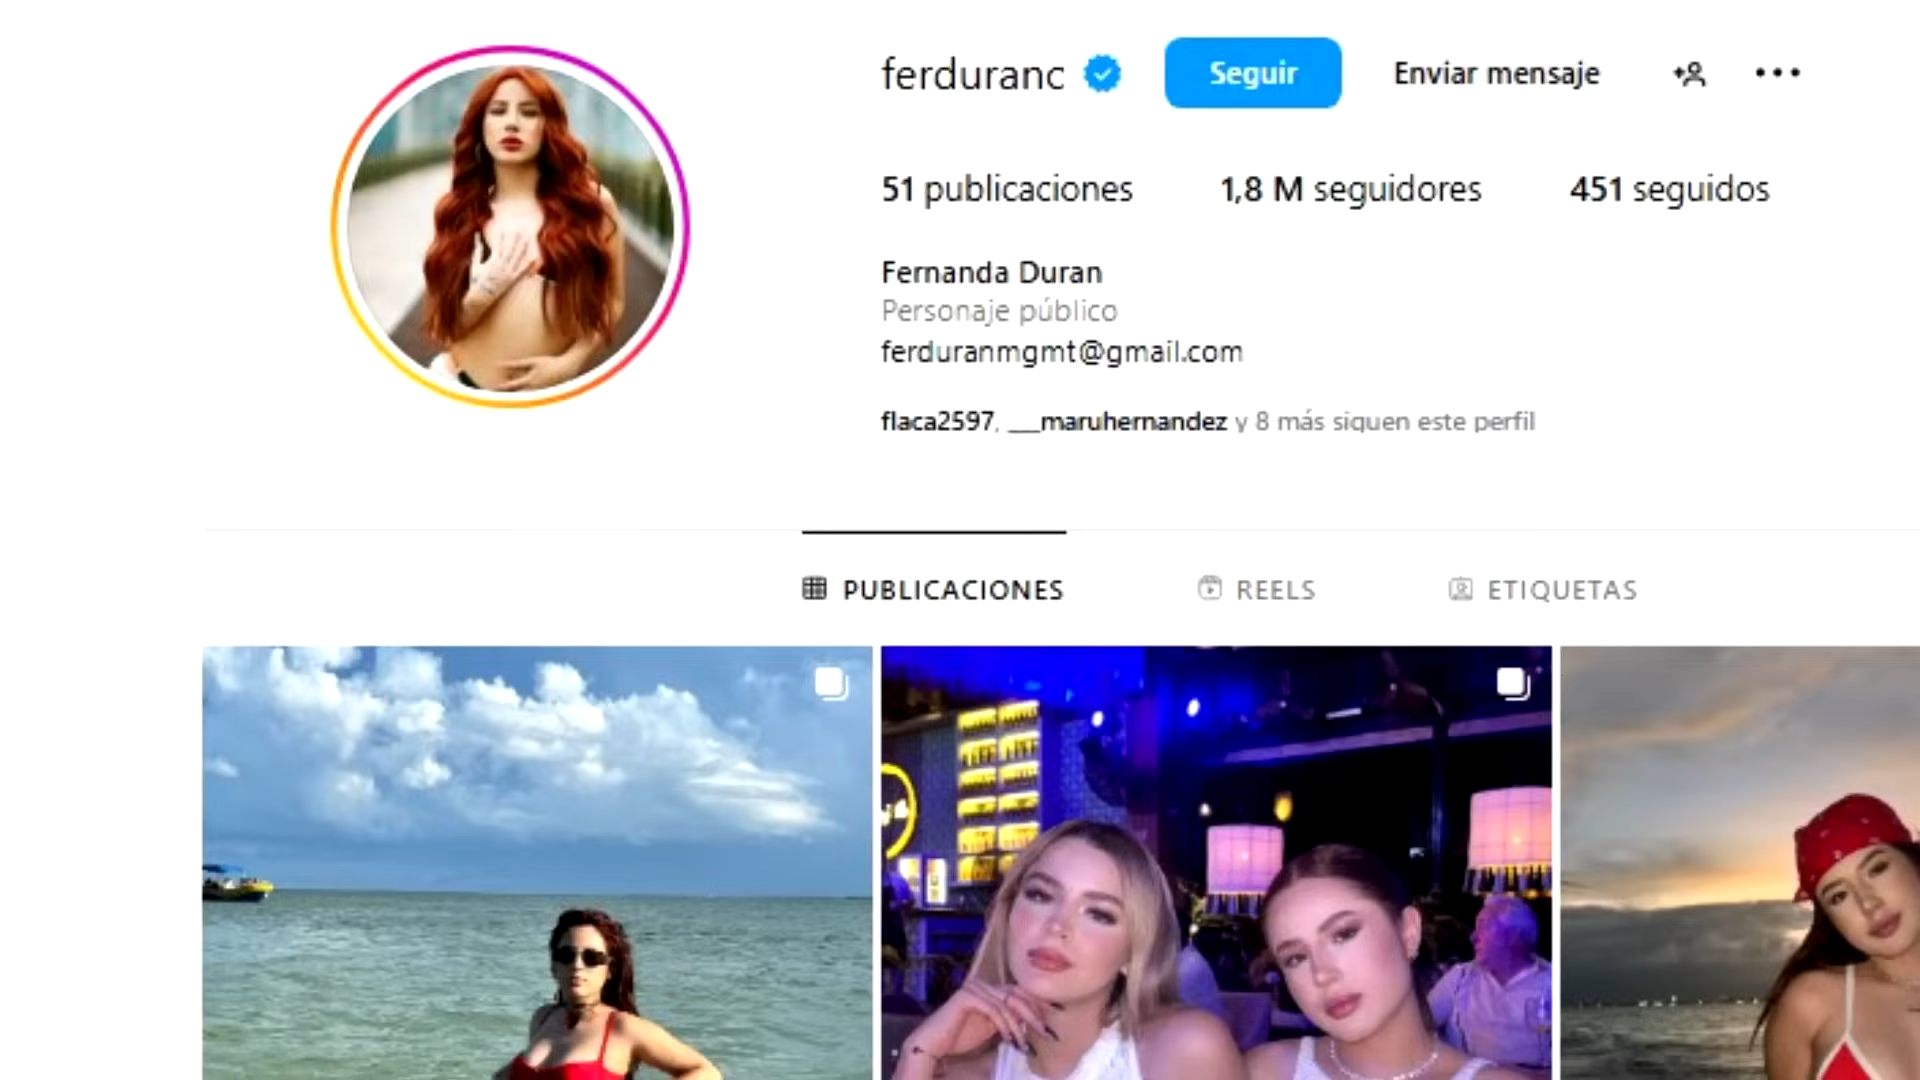 ferduranc Seguir Enviar mensaje
51 publicaciones 1,8 M seguidores 451 seguidos
Fernanda Duran
Personaje público
ferduranmgmt@gmail.com
flaca2597, ___maruhernandez y 8 más siguen este perfil
PUBLICACIONES REELS ETIQUETAS